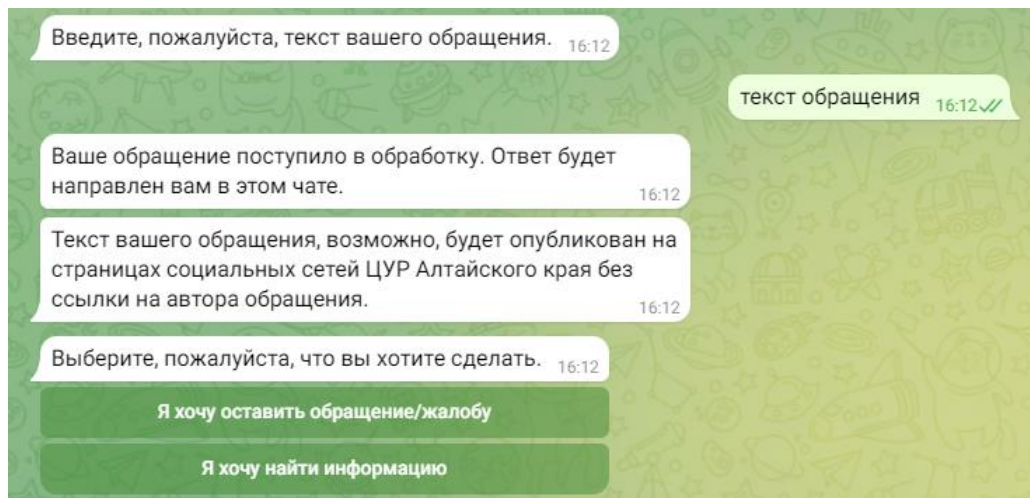 Введите, пожалуйста, текст вашего обращения. 16:12
текст обращения 16:12
Ваше обращение поступило в обработку. Ответ будет
направлен вам в этом чате. 16:12
Текст вашего обращения, возможно, будет опубликован на
страницах социальных сетей ЦУР Алтайского края без
ссылки на автора обращения. 16:12
Выберите, пожалуйста, что вы хотите сделать. 16:12
Я хочу оставить обращение/жалобу
Я хочу найти информацию